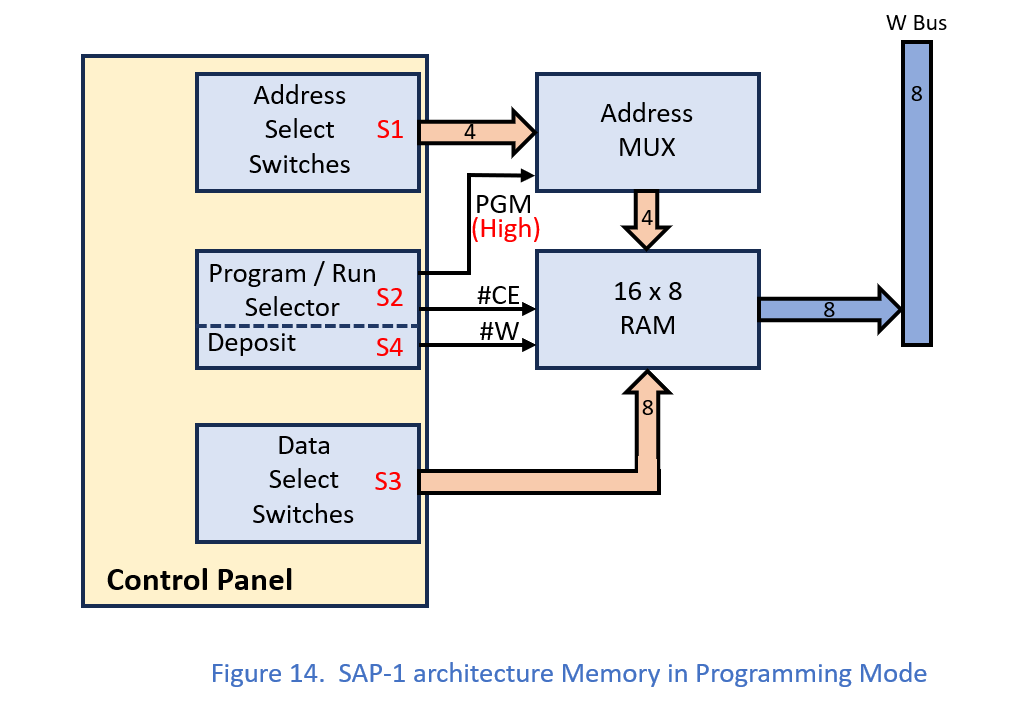 W Bus
8
Address
Select S1
Switches
4
Address
MUX
PGM
(High)
4
Program / Run
Selector S2
Deposit S4
#CE
#W
16 x 8
RAM
8
8
Data
Select S3
Switches
Control Panel
Figure 14.  SAP-1 architecture Memory in Programming Mode